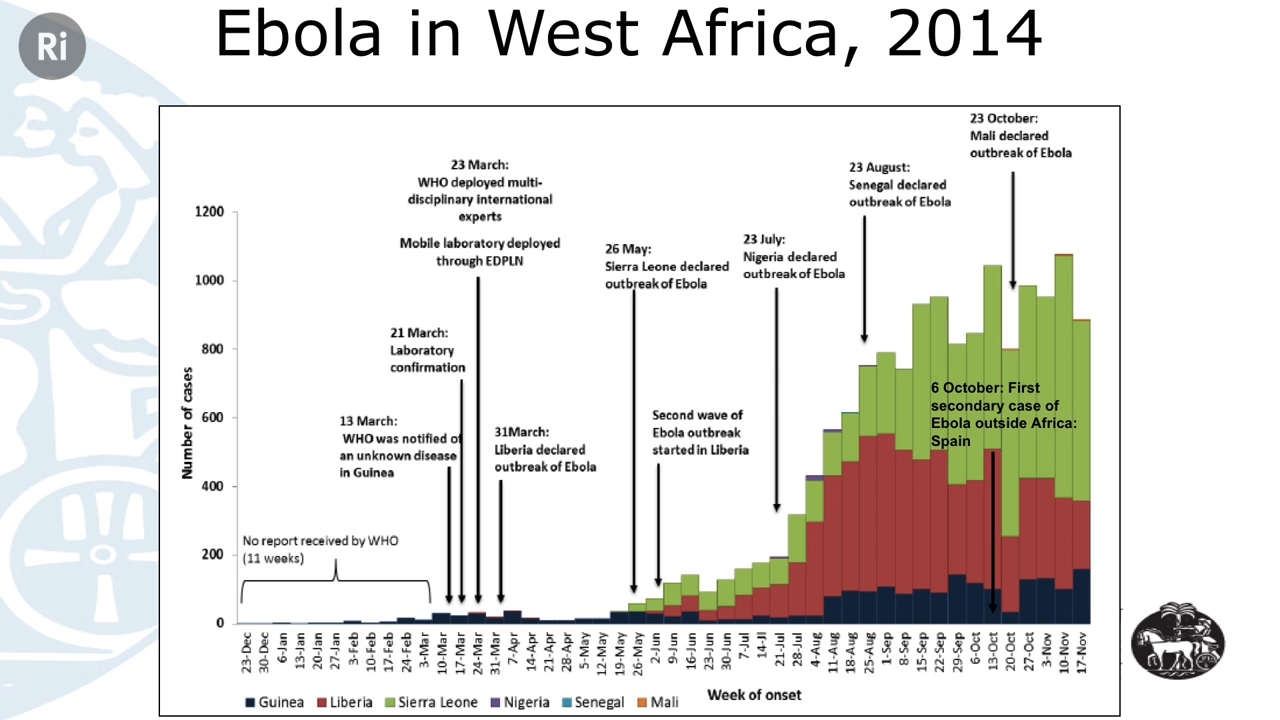 Ri
Ebola in West Africa, 2014
23 October:
Mali declared
outbreak of Ebola
23 March:
WHO deployed multi-
disciplinary international
experts
Mobile laboratory deployed
through EDPLN
23 August:
Senegal declared
outbreak of Ebola
26 May:
Sierra Leone declared
outbreak of Ebola
23 July:
Nigeria declared
outbreak of Ebola
21 March:
Laboratory
confirmation
13 March:
WHO was notified of
an unknown disease
in Guinea
31March:
Liberia declared
outbreak of Ebola
Second wave of
Ebola outbreak
started in Liberia
6 October: First
secondary case of
Ebola outside Africa:
Spain
No report received by WHO
(11 weeks)
Number of cases
1200
1000
800
600
400
200
0
23-Dec
30-Dec
6-Jan
13-Jan
20-Jan
27-Jan
3-Feb
10-Feb
17-Feb
24-Feb
3-Mar
10-Mar
17-Mar
24-Mar
31-Mar
7-Apr
14-Apr
21-Apr
28-Apr
5-May
12-May
19-May
26-May
2-Jun
9-Jun
16-Jun
23-Jun
30-Jun
7-Jul
14-Jl
21-Jul
28-Jul
4-Aug
11-Aug
18-Aug
25-Aug
1-Sep
8-Sep
15-Sep
22-Sep
29-Sep
6-Oct
13-Oct
20-Oct
27-Oct
3-Nov
10-Nov
17-Nov
Week of onset
Guinea Liberia Sierra Leone Nigeria Senegal Mali